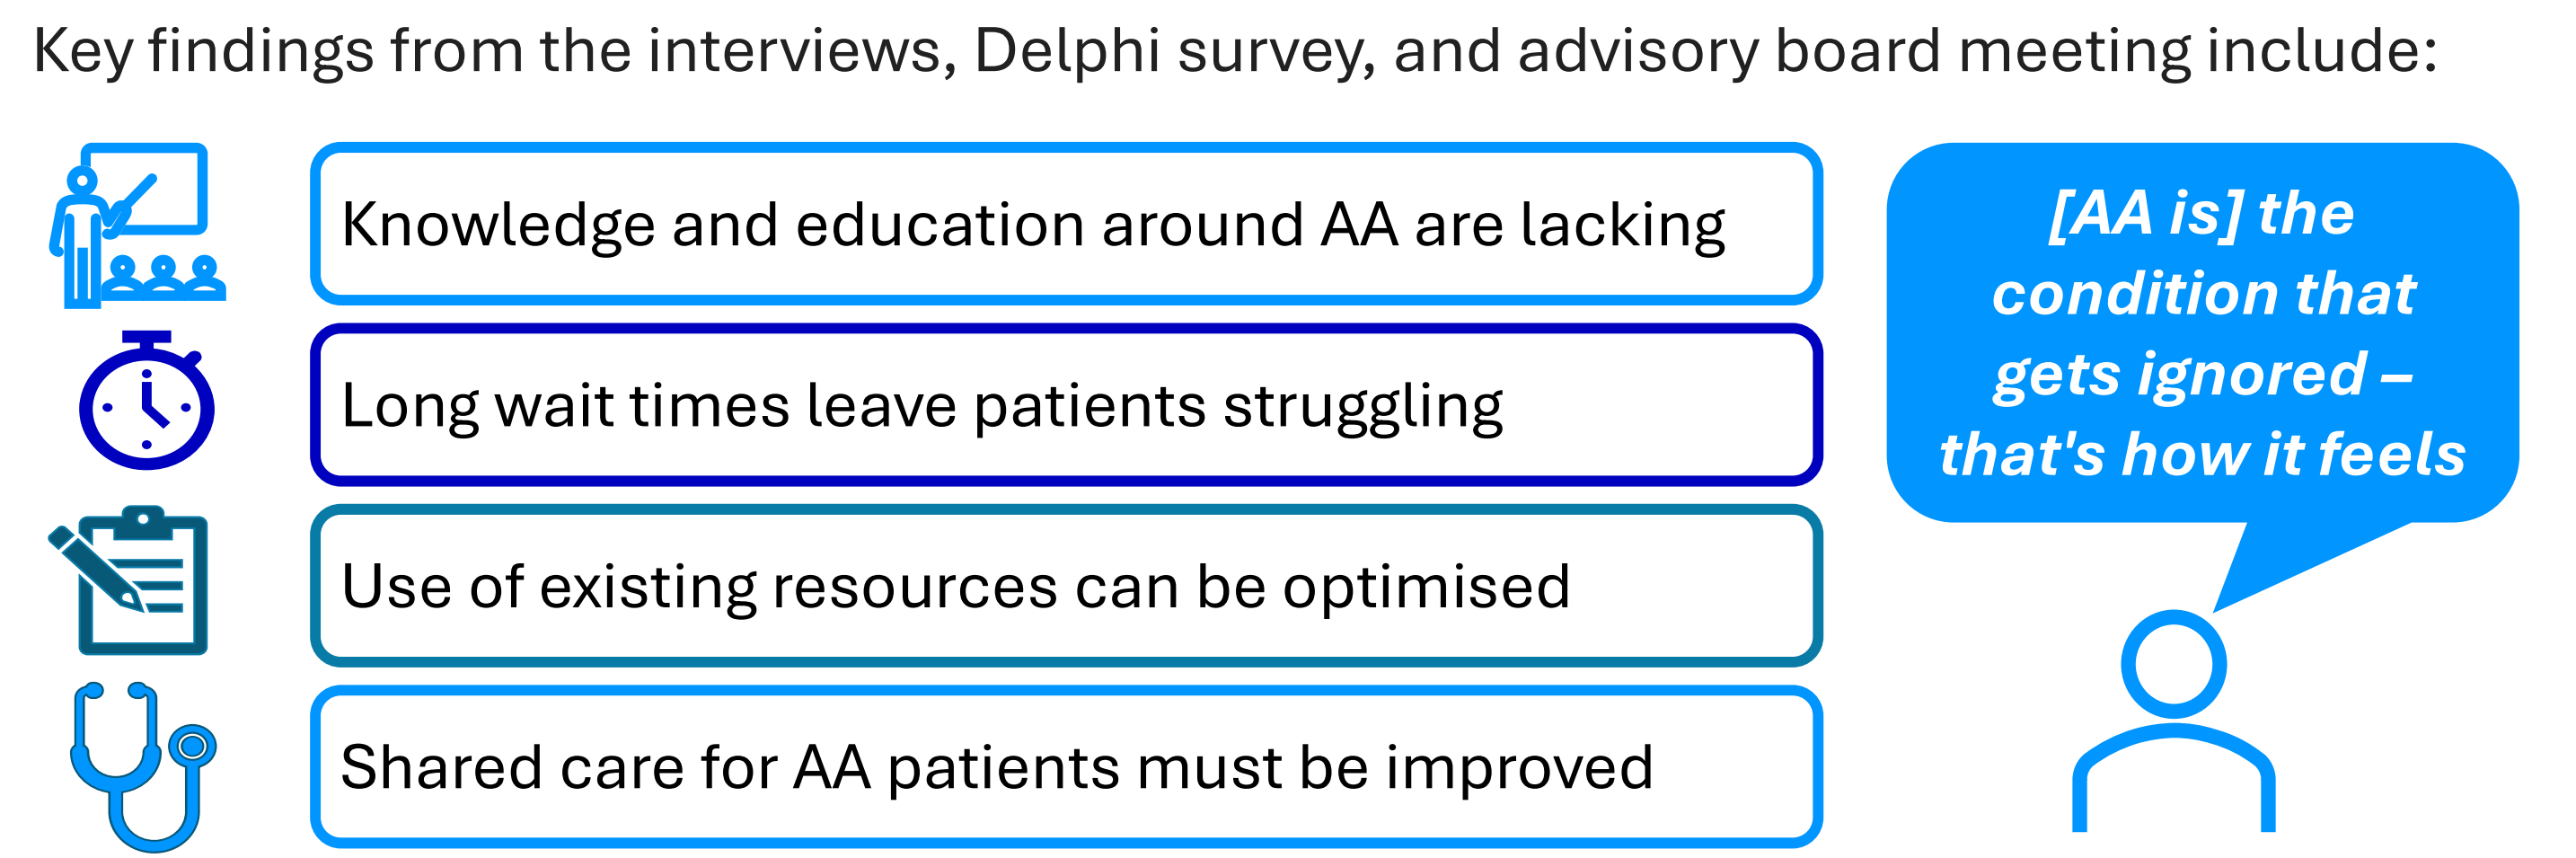 Key findings from the interviews, Delphi survey, and advisory board meeting include:
Knowledge and education around AA are lacking
Long wait times leave patients struggling
Use of existing resources can be optimised
Shared care for AA patients must be improved
[AA is] the
condition that
gets ignored –
that's how it feels